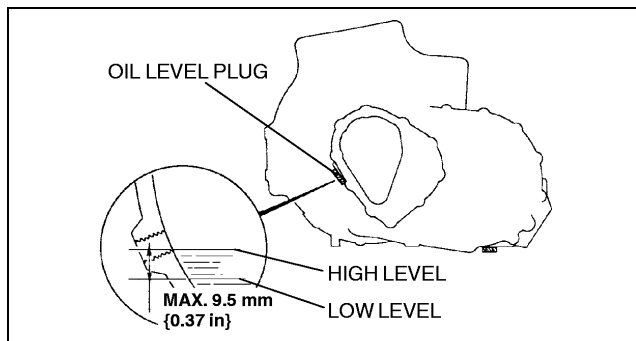 OIL LEVEL PLUG
HIGH LEVEL
MAX. 9.5 mm
{0.37 in}
LOW LEVEL